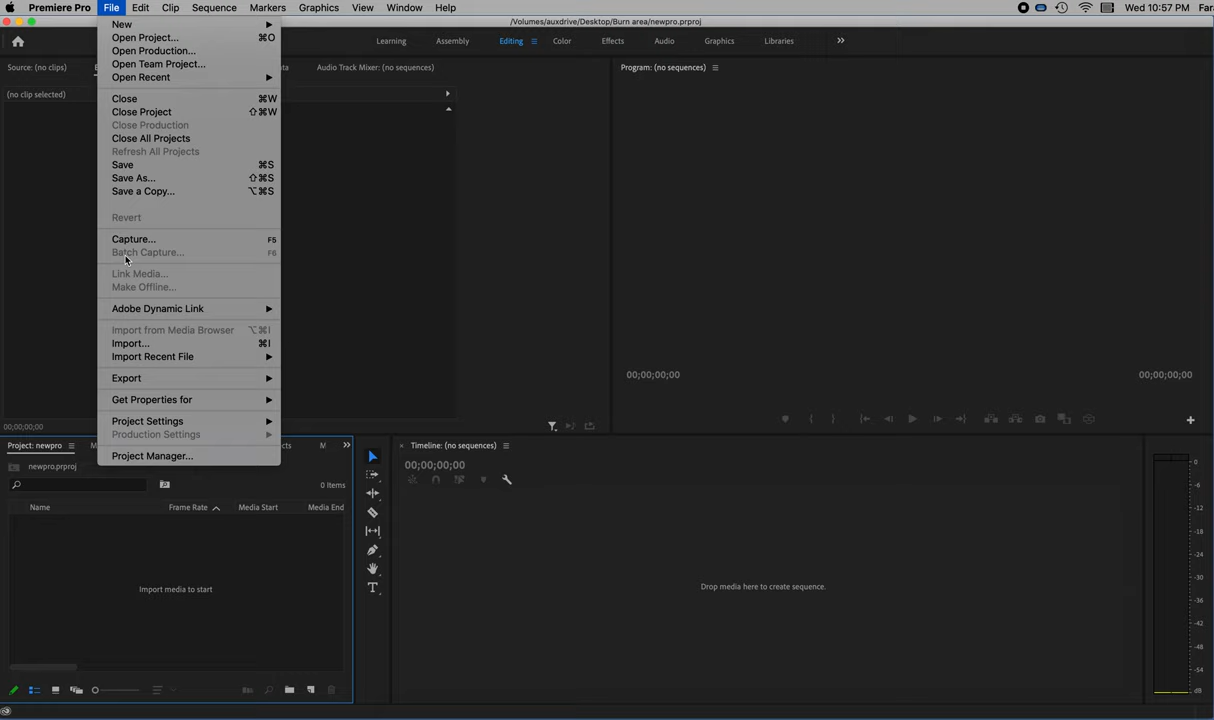 Premiere Pro File Edit Clip Sequence Markers Graphics View Window Help Wed 10:57 PM Far
/Volumes/auxdrive/Desktop/Burn area/newpro.prproj
Learning Assembly Editing Color Effects Audio Graphics Libraries
Source: (no clips) E ata Audio Track Mixer: (no sequences) Program: (no sequences)
(no clip selected)
New
Open Project... ⌘O
Open Production...
Open Team Project...
Open Recent
Close ⌘W
Close Project ⇧⌘W
Close Production
Close All Projects
Refresh All Projects
Save ⌘S
Save As... ⇧⌘S
Save a Copy... ⌥⌘S
Revert
Capture... F5
Batch Capture... F6
Link Media...
Make Offline...
Adobe Dynamic Link
Import from Media Browser ⌥⌘I
Import... ⌘I
Import Recent File
Export
Get Properties for
Project Settings
Production Settings
Project Manager...
00;00;00;00 00;00;00;00
00;00;00;00
Project: newpro M cts M
newpro.prproj
0 Items
Name Frame Rate Media Start Media End
Import media to start
Timeline: (no sequences)
00;00;00;00
T
Drop media here to create sequence.
0
-6
-12
-18
-24
-30
-36
-42
-48
-54
dB